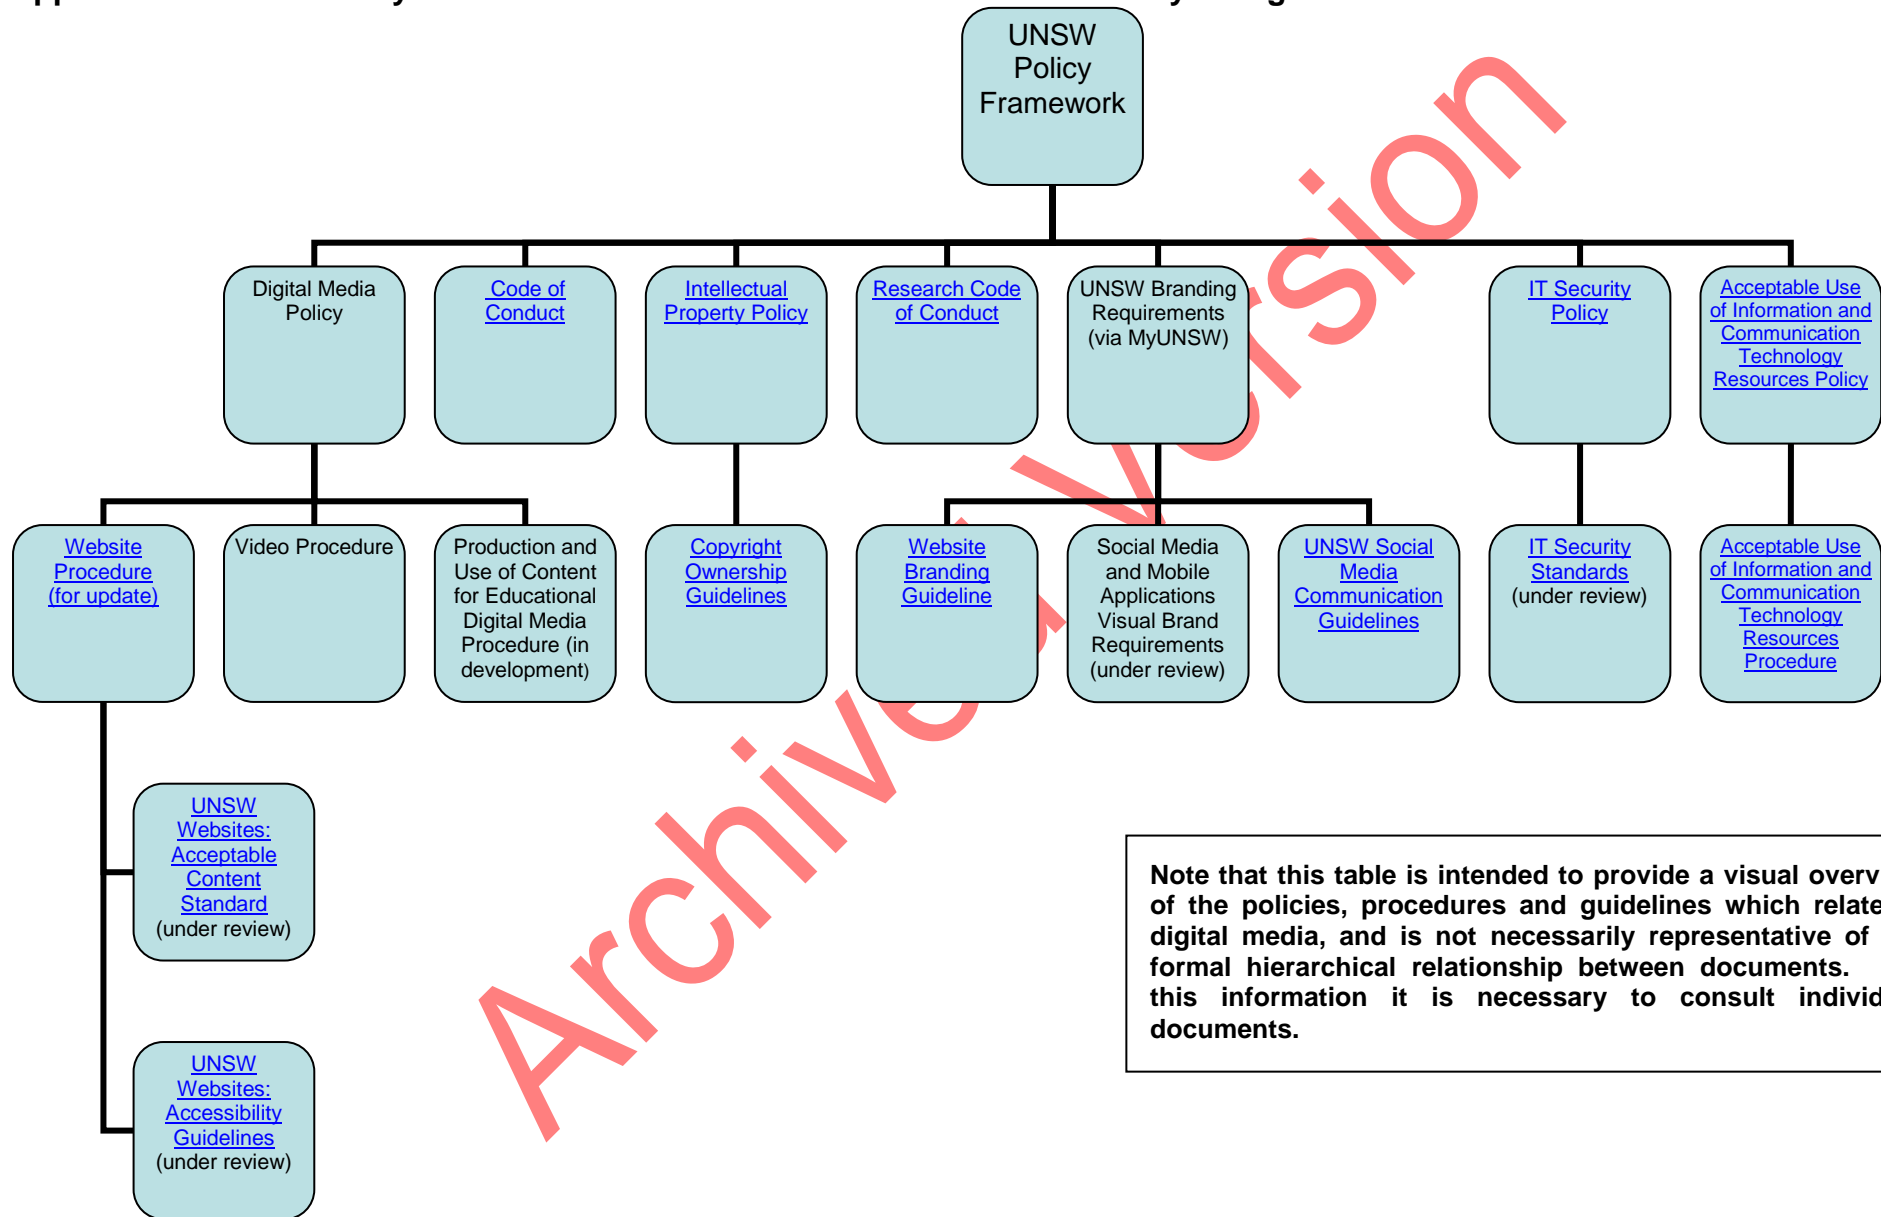 UNSW
Policy
Framework
Digital Media
Policy
Code of
Conduct
Intellectual
Property Policy
Research Code
of Conduct
UNSW Branding
Requirements
(via MyUNSW)
IT Security
Policy
Acceptable Use
of Information and
Communication
Technology
Resources Policy
Website
Procedure
(for update)
Video Procedure
Production and
Use of Content
for Educational
Digital Media
Procedure (in
development)
Copyright
Ownership
Guidelines
Website
Branding
Guideline
Social Media
and Mobile
Applications
Visual Brand
Requirements
(under review)
UNSW Social
Media
Communication
Guidelines
IT Security
Standards
(under review)
Acceptable Use
of Information and
Communication
Technology
Resources
Procedure
UNSW
Websites:
Acceptable
Content
Standard
(under review)
UNSW
Websites:
Accessibility
Guidelines
(under review)
Note that this table is intended to provide a visual overv
of the policies, procedures and guidelines which relate
digital media, and is not necessarily representative of
formal hierarchical relationship between documents.
this information it is necessary to consult individ
documents.
Archived Version